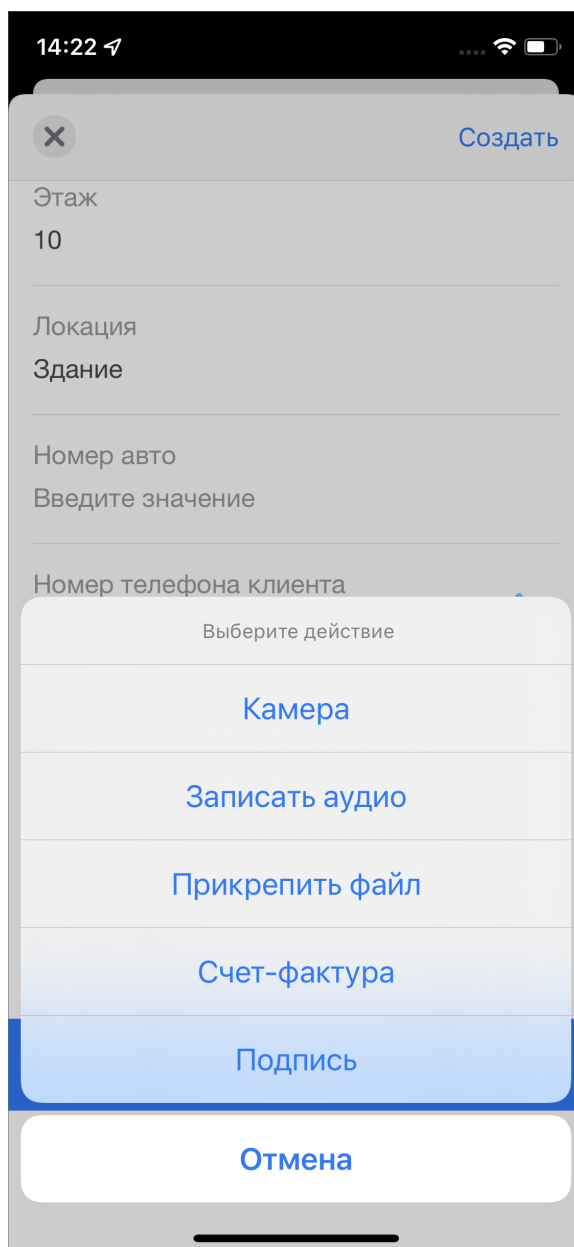 14:22
Создать
Этаж
10
Локация
Здание
Номер авто
Введите значение
Номер телефона клиента
Выберите действие
Камера
Записать аудио
Прикрепить файл
Счет-фактура
Подпись
Отмена